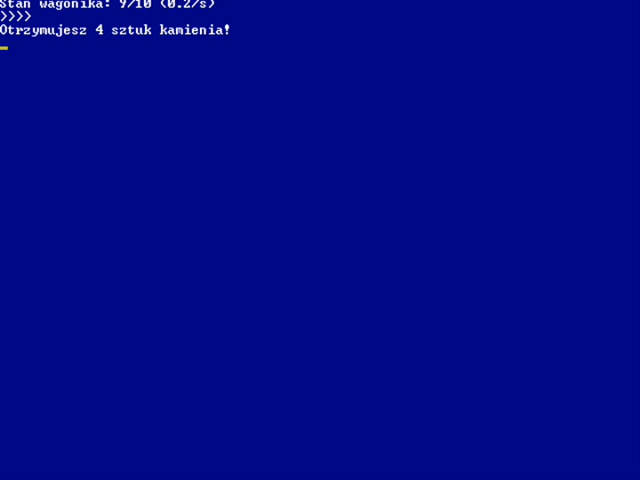 Stan wagonika: 9/10 (0.2/s)
>>>>
Otrzymujesz 4 sztuk kamienia!